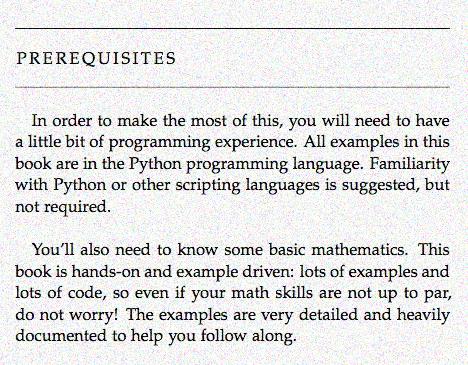 PREREQUISITES
In order to make the most of this, you will need to have
a little bit of programming experience. All examples in this
book are in the Python programming language. Familiarity
with Python or other scripting languages is suggested, but
not required.
You'll also need to know some basic mathematics. This
book is hands-on and example driven: lots of examples and
lots of code, so even if your math skills are not up to par,
do not worry! The examples are very detailed and heavily
documented to help you follow along.